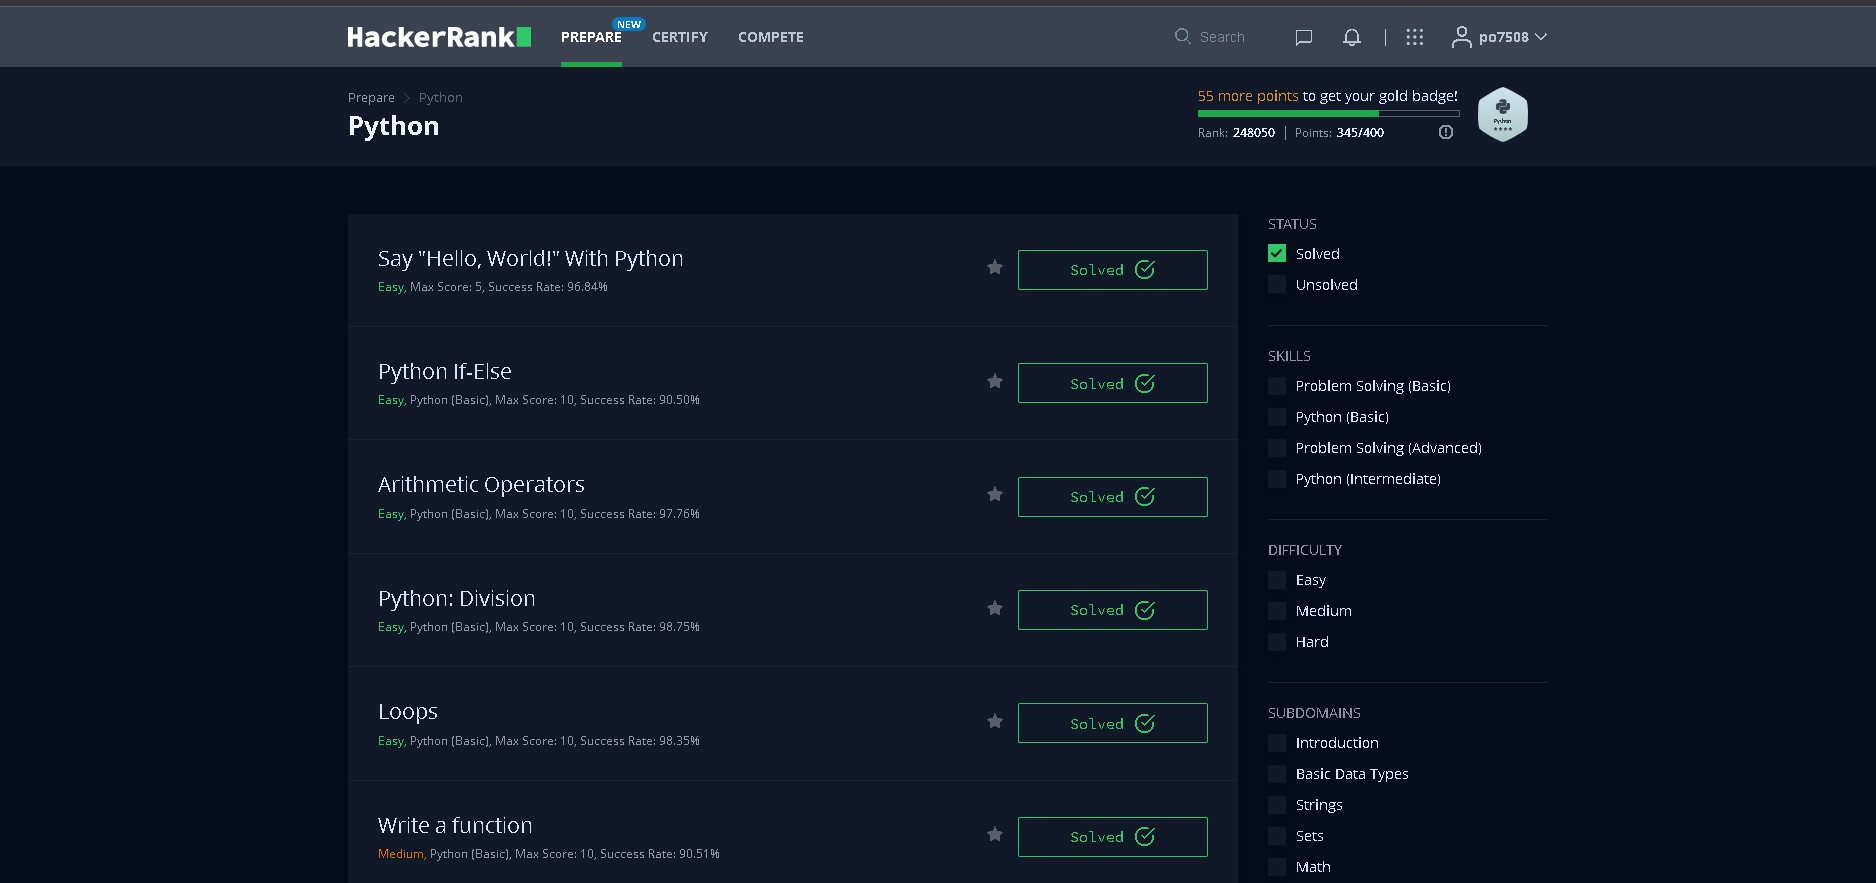 HackerRank
PREPARE
NEW
CERTIFY
COMPETE
Search
po7508
Prepare
Python
Python
55 more points to get your gold badge!
Rank: 248050 | Points: 345/400
Python
Say "Hello, World!" With Python
Easy, Max Score: 5, Success Rate: 96.84%
Solved
Python If-Else
Easy, Python (Basic), Max Score: 10, Success Rate: 90.50%
Solved
Arithmetic Operators
Easy, Python (Basic), Max Score: 10, Success Rate: 97.76%
Solved
Python: Division
Easy, Python (Basic), Max Score: 10, Success Rate: 98.75%
Solved
Loops
Easy, Python (Basic), Max Score: 10, Success Rate: 98.35%
Solved
Write a function
Medium, Python (Basic), Max Score: 10, Success Rate: 90.51%
Solved
STATUS
Solved
Unsolved
SKILLS
Problem Solving (Basic)
Python (Basic)
Problem Solving (Advanced)
Python (Intermediate)
DIFFICULTY
Easy
Medium
Hard
SUBDOMAINS
Introduction
Basic Data Types
Strings
Sets
Math